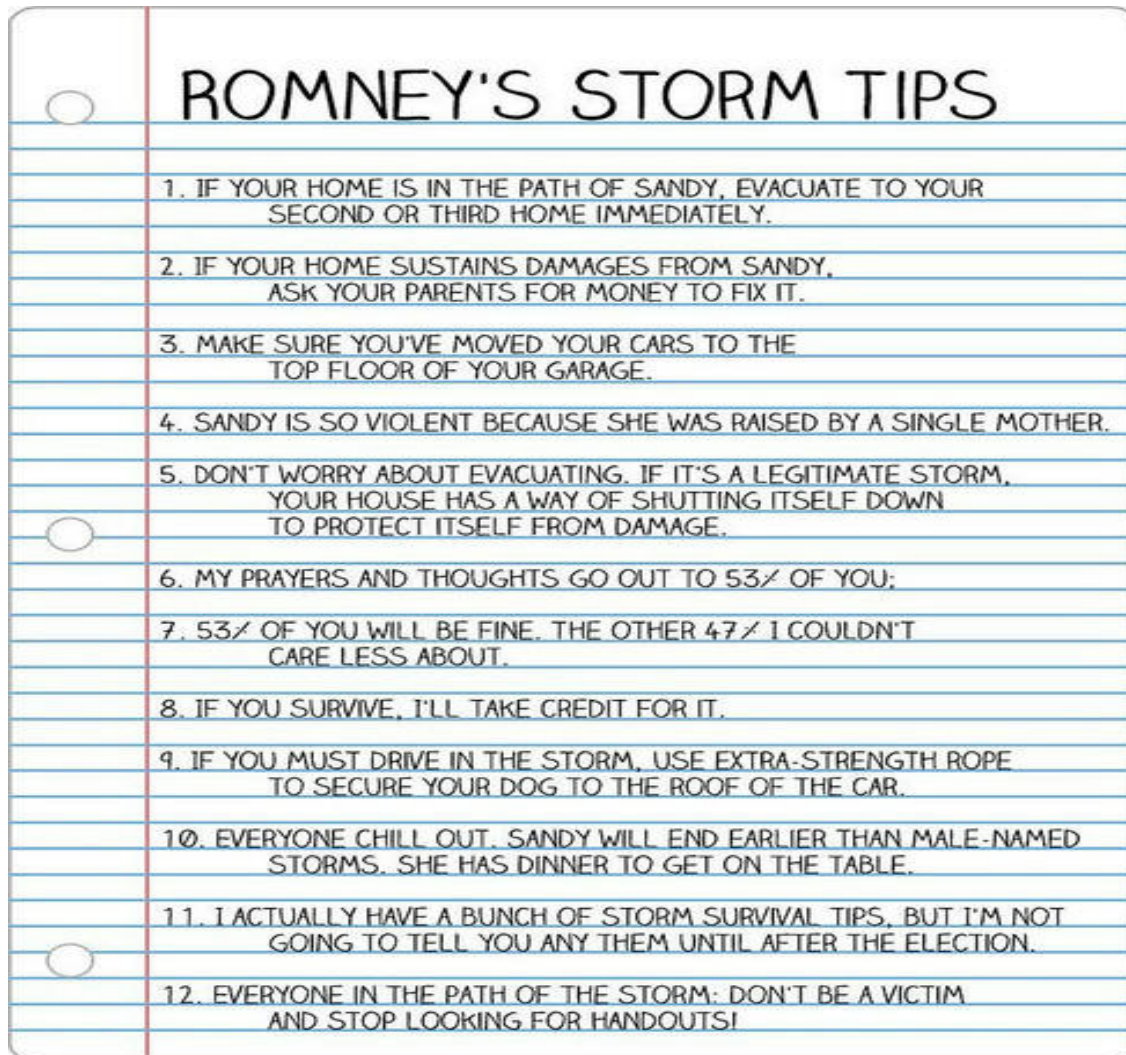 ROMNEY'S STORM TIPS
1. IF YOUR HOME IS IN THE PATH OF SANDY, EVACUATE TO YOUR
SECOND OR THIRD HOME IMMEDIATELY.
2. IF YOUR HOME SUSTAINS DAMAGES FROM SANDY,
ASK YOUR PARENTS FOR MONEY TO FIX IT.
3. MAKE SURE YOU'VE MOVED YOUR CARS TO THE
TOP FLOOR OF YOUR GARAGE.
4. SANDY IS SO VIOLENT BECAUSE SHE WAS RAISED BY A SINGLE MOTHER.
5. DON'T WORRY ABOUT EVACUATING. IF IT'S A LEGITIMATE STORM,
YOUR HOUSE HAS A WAY OF SHUTTING ITSELF DOWN
TO PROTECT ITSELF FROM DAMAGE.
6. MY PRAYERS AND THOUGHTS GO OUT TO 53% OF YOU;
7. 53% OF YOU WILL BE FINE. THE OTHER 47% I COULDN'T
CARE LESS ABOUT.
8. IF YOU SURVIVE, I'LL TAKE CREDIT FOR IT.
9. IF YOU MUST DRIVE IN THE STORM, USE EXTRA-STRENGTH ROPE
TO SECURE YOUR DOG TO THE ROOF OF THE CAR.
10. EVERYONE CHILL OUT. SANDY WILL END EARLIER THAN MALE-NAMED
STORMS. SHE HAS DINNER TO GET ON THE TABLE.
11. I ACTUALLY HAVE A BUNCH OF STORM SURVIVAL TIPS, BUT I'M NOT
GOING TO TELL YOU ANY THEM UNTIL AFTER THE ELECTION.
12. EVERYONE IN THE PATH OF THE STORM: DON'T BE A VICTIM
AND STOP LOOKING FOR HANDOUTS!